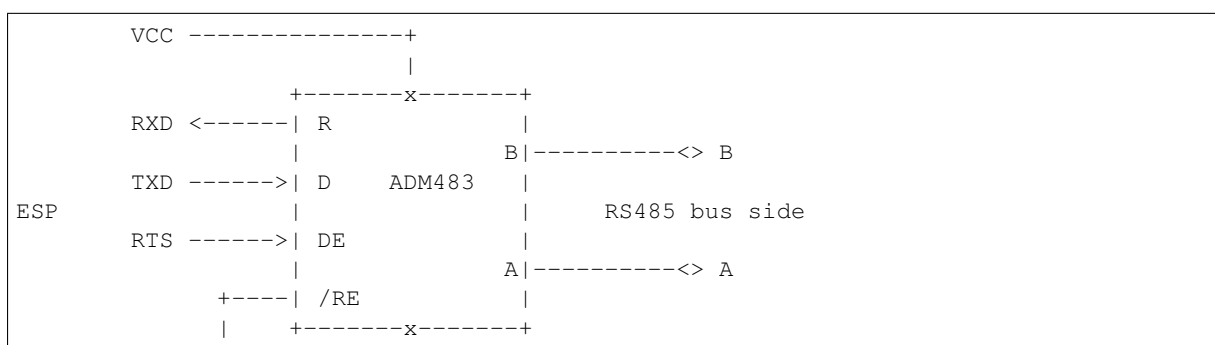 VCC ---------------+
                           |
                   +-------x-------+
        RXD <------| R             |
                   |              B|----------<> B
        TXD ------>| D    ADM483   |
ESP                |               |     RS485 bus side
        RTS ------>| DE            |
                   |              A|----------<> A
              +----| /RE           |
              |    +-------x-------+